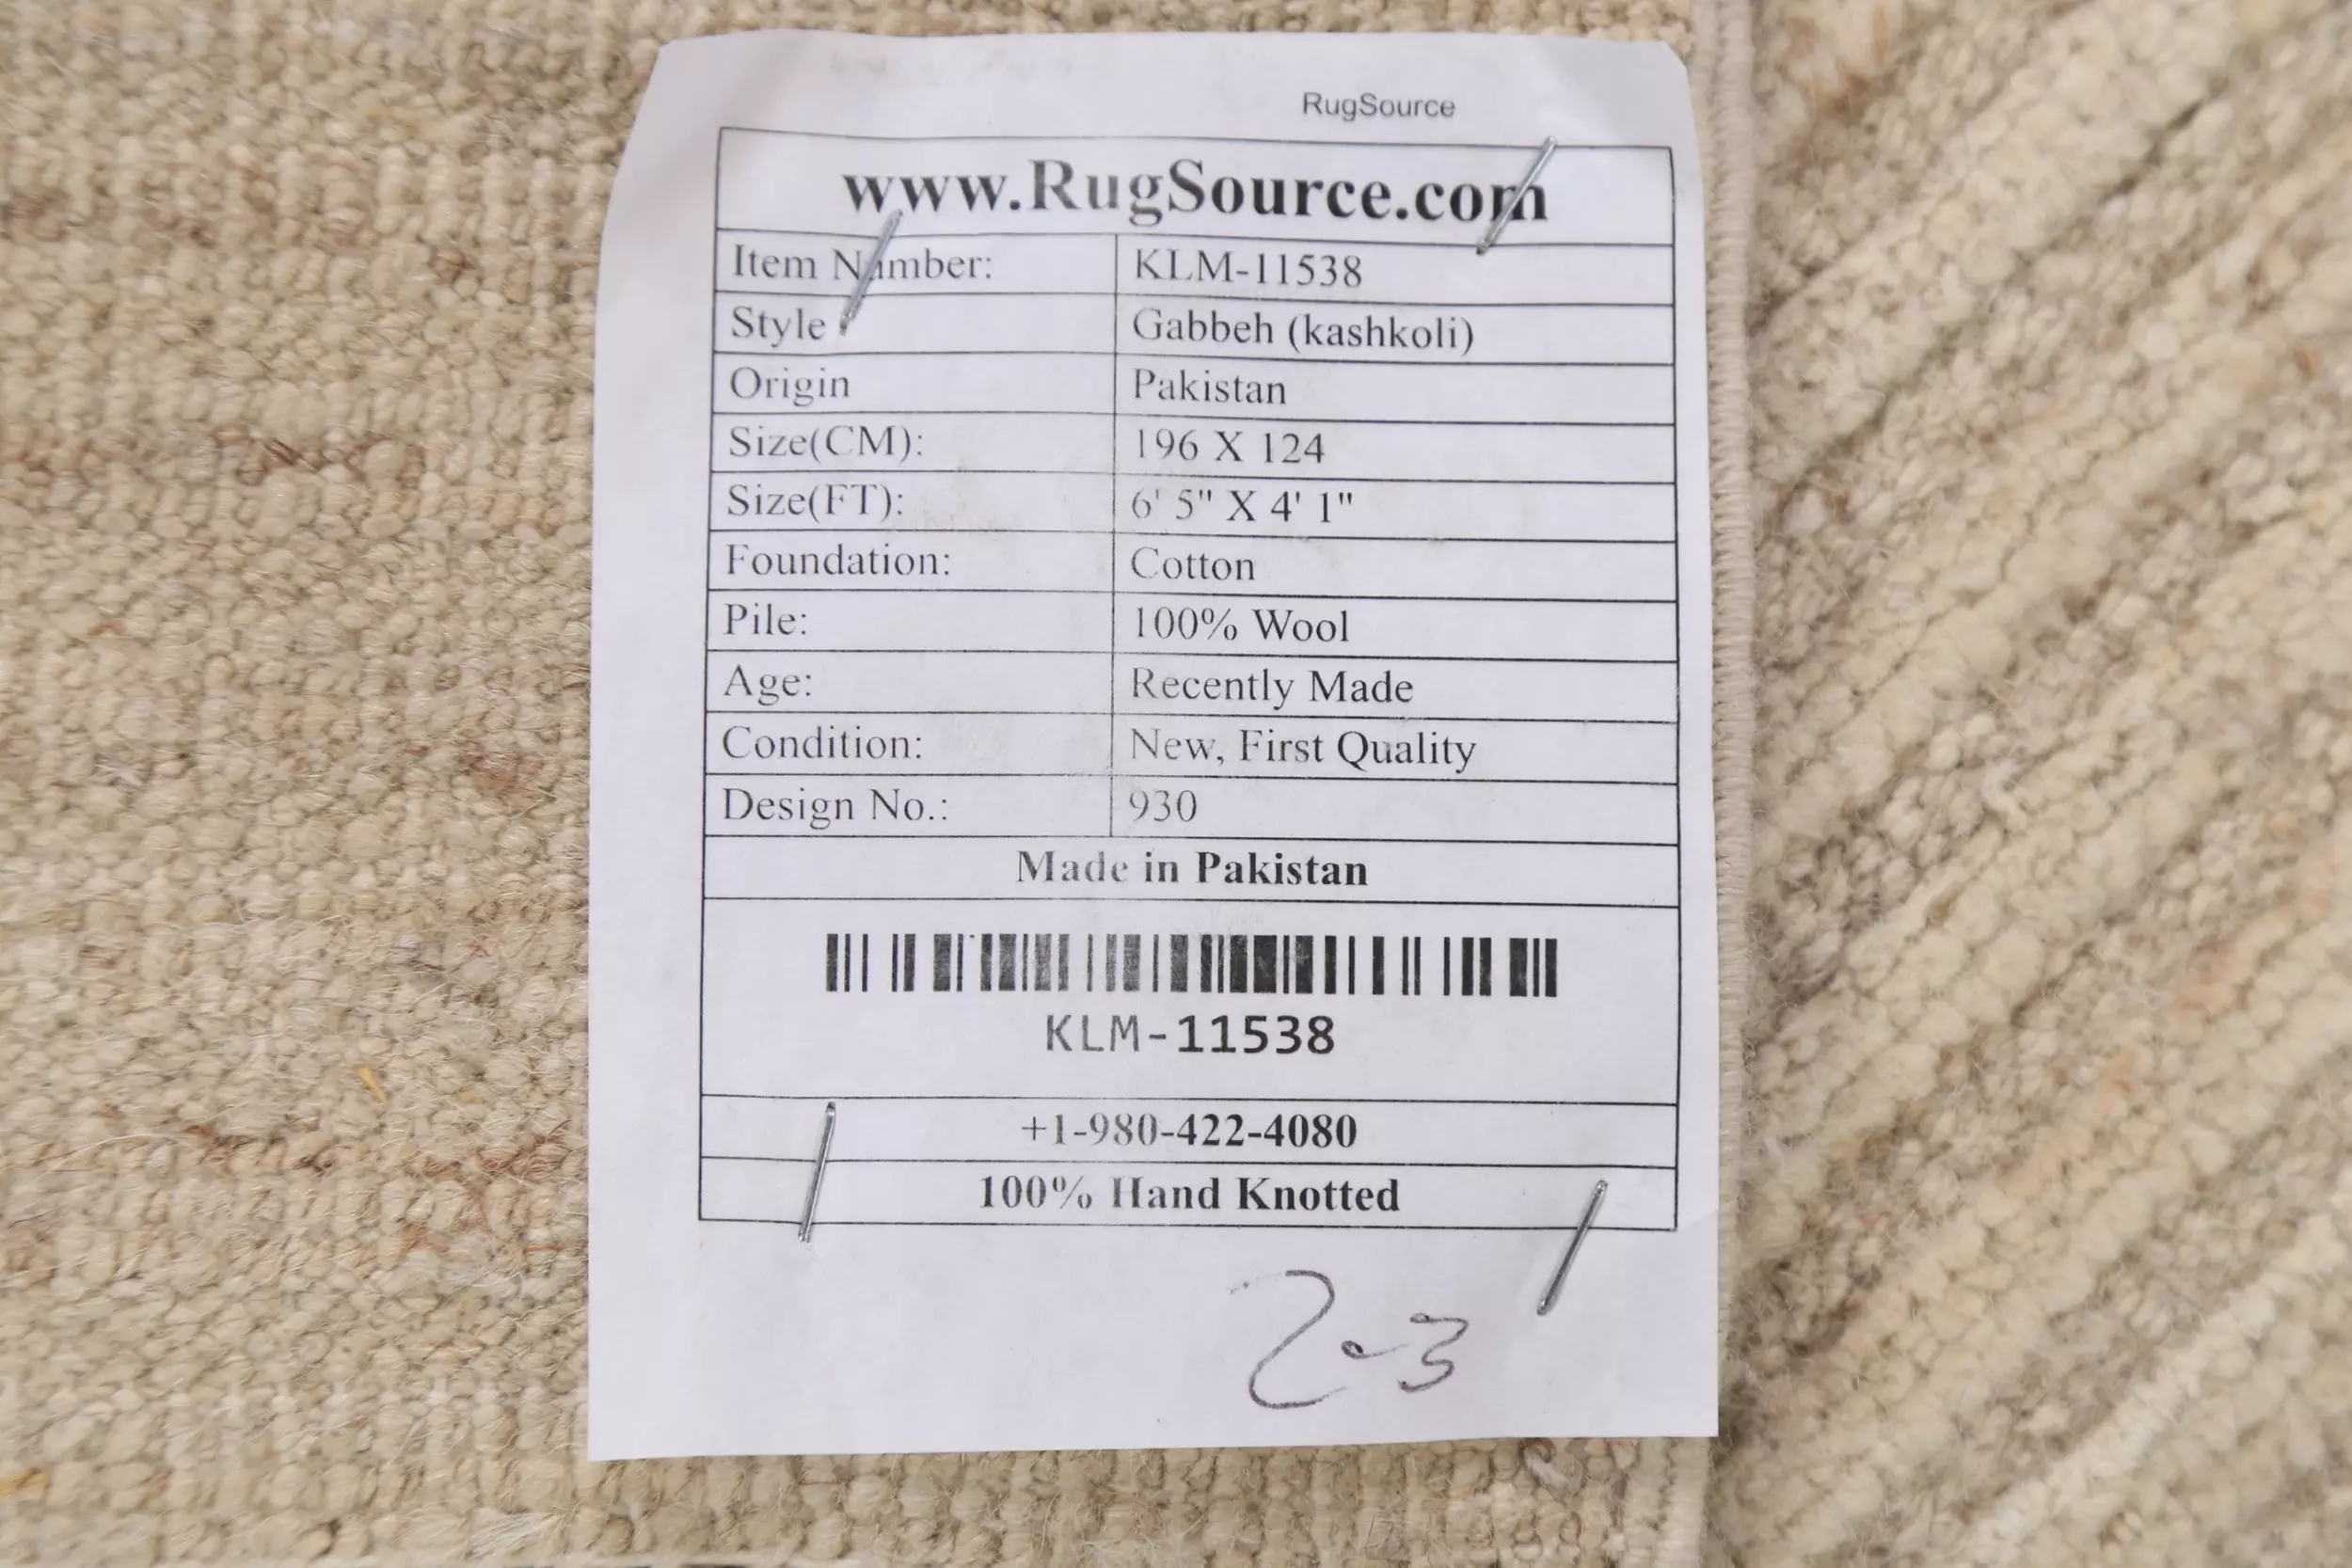 RugSource
www.RugSource.com
Item Number: KLM-11538
Style Gabbeh (kashkoli)
Origin Pakistan
Size(CM): 196 X 124
Size(FT): 6' 5" X 4' 1"
Foundation: Cotton
Pile: 100% Wool
Age: Recently Made
Condition: New, First Quality
Design No.: 930
Made in Pakistan
KLM-11538
+1-980-422-4080
100% Hand Knotted